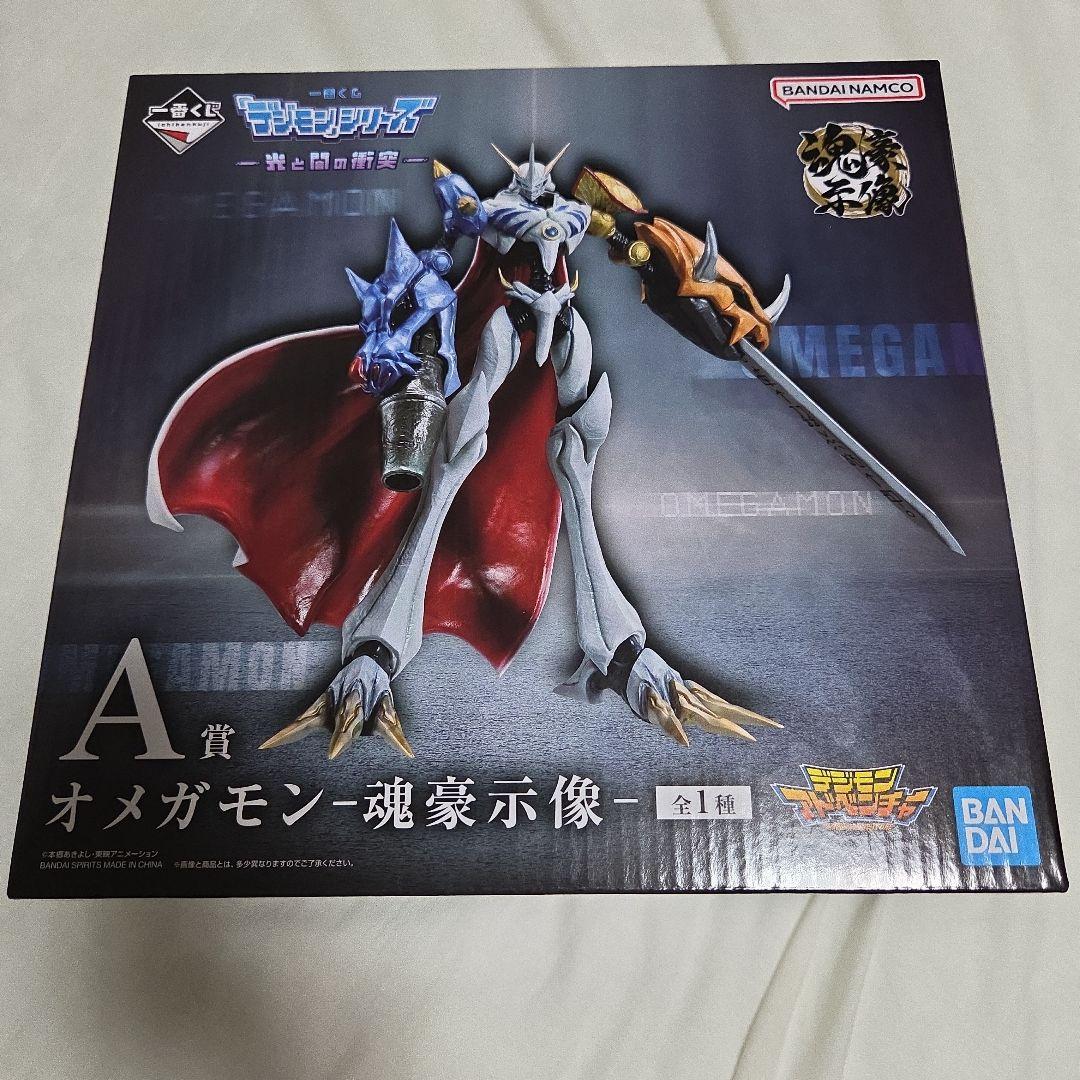 一番くじ
ichibankuji
一番くじ
「デジモンシリーズ」
―光と闇の衝突―
BANDAI NAMCO
魂豪
示像
OMEGAMON
OMEGAM
OMEGAMON
MEGAMON
A賞
オメガモン-魂豪示像-
全1種
デジモン
アドベンチャー
BAN
DAI
©本郷あきよし・東映アニメーション
BANDAI SPIRITS MADE IN CHINA ※画像と商品とは、多少異なりますのでご了承ください。